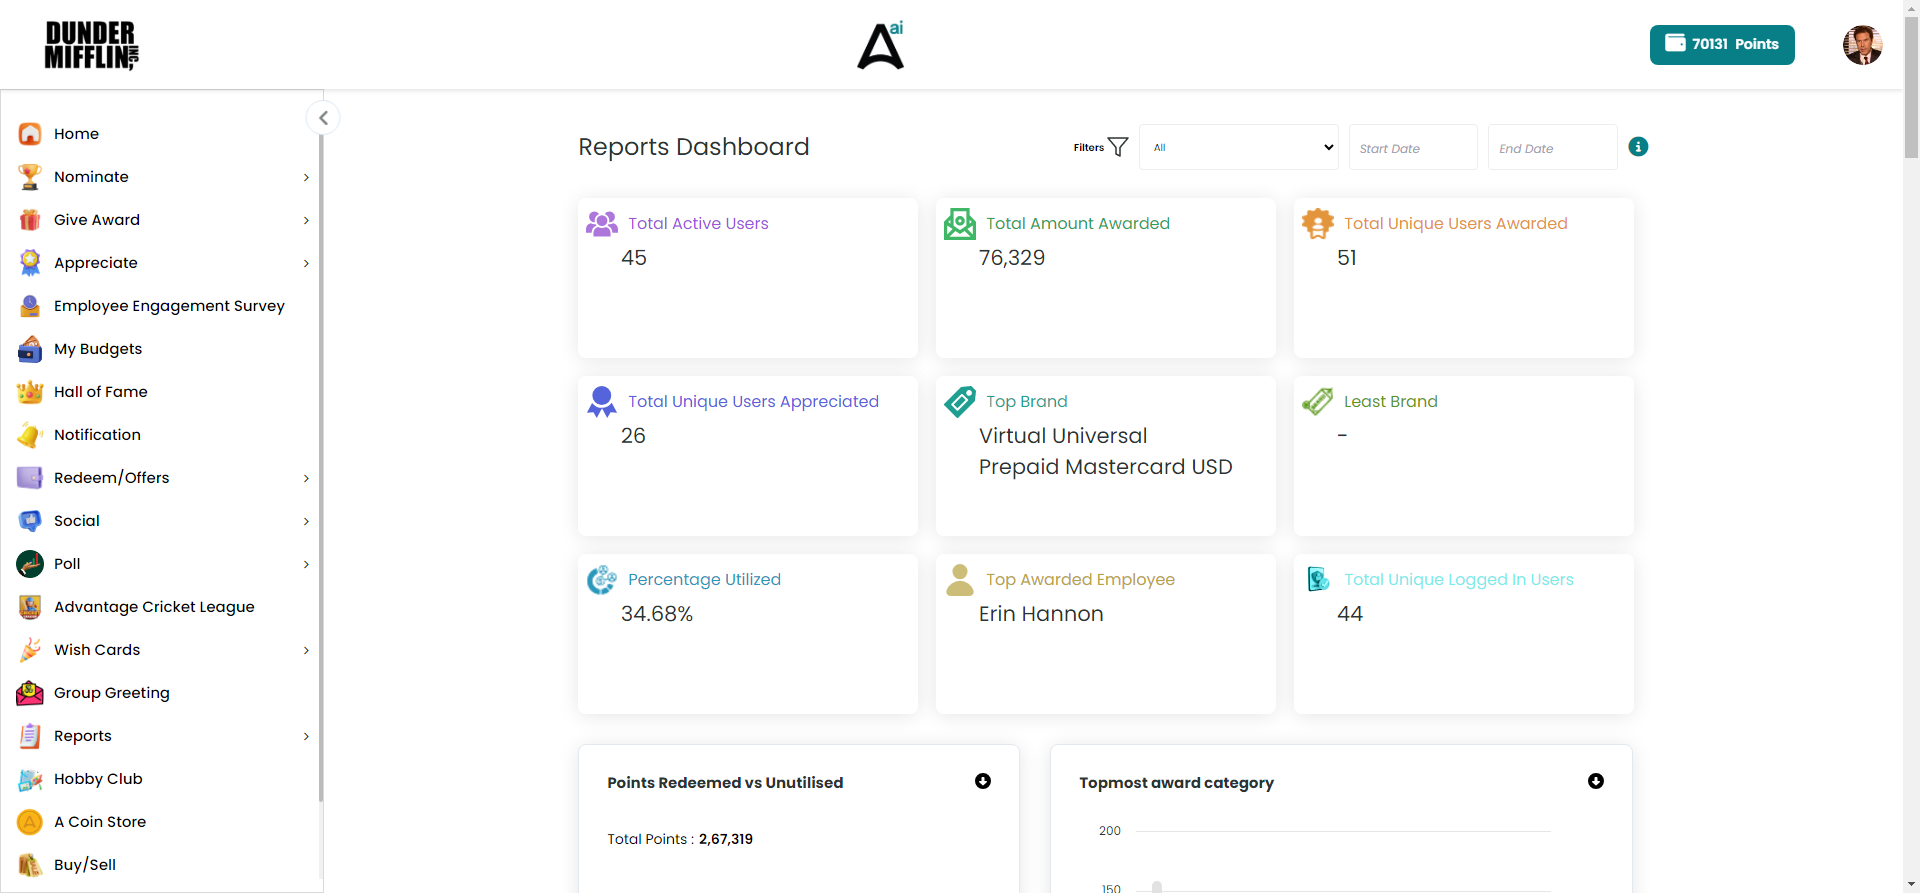 DUNDER
MIFFLIN, INC.
ai
70131 Points
Home
Nominate
Give Award
Appreciate
Employee Engagement Survey
My Budgets
Hall of Fame
Notification
Redeem/Offers
Social
Poll
Advantage Cricket League
Wish Cards
Group Greeting
Reports
Hobby Club
A Coin Store
Buy/Sell
Reports Dashboard
Filters
All
Start Date
End Date
Total Active Users
45
Total Amount Awarded
76,329
Total Unique Users Awarded
51
Total Unique Users Appreciated
26
Top Brand
Virtual Universal
Prepaid Mastercard USD
Least Brand
-
Percentage Utilized
34.68%
Top Awarded Employee
Erin Hannon
Total Unique Logged In Users
44
Points Redeemed vs Unutilised
Total Points : 2,67,319
Topmost award category
200
150